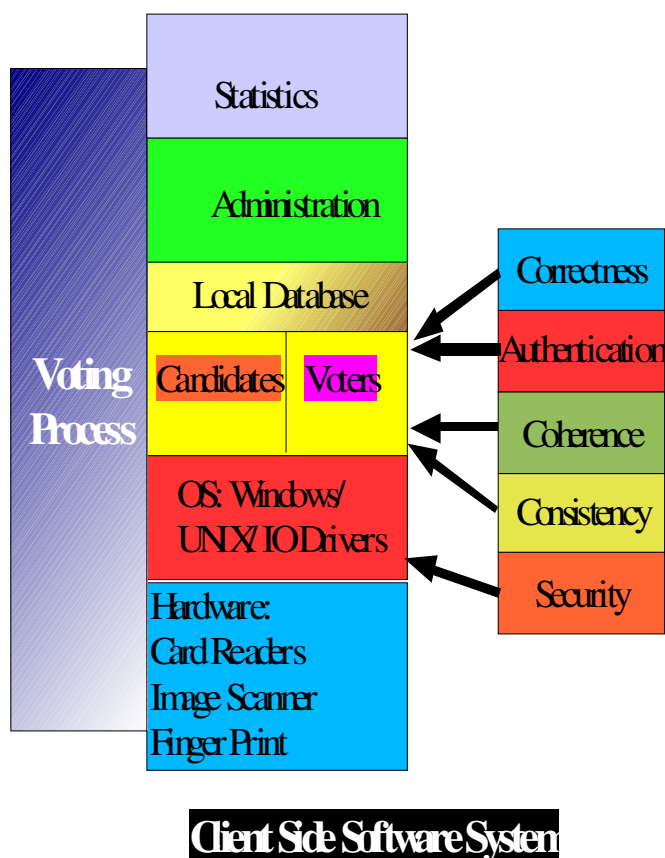 Statistics
Administration
Local Database
Voting
Process
Candidates
Voters
OS: Windows/
UNIX/ IO Drivers
Hardware:
Card Readers
Image Scanner
Finger Print
Correctness
Authentication
Coherence
Consistency
Security
Client Side Software System